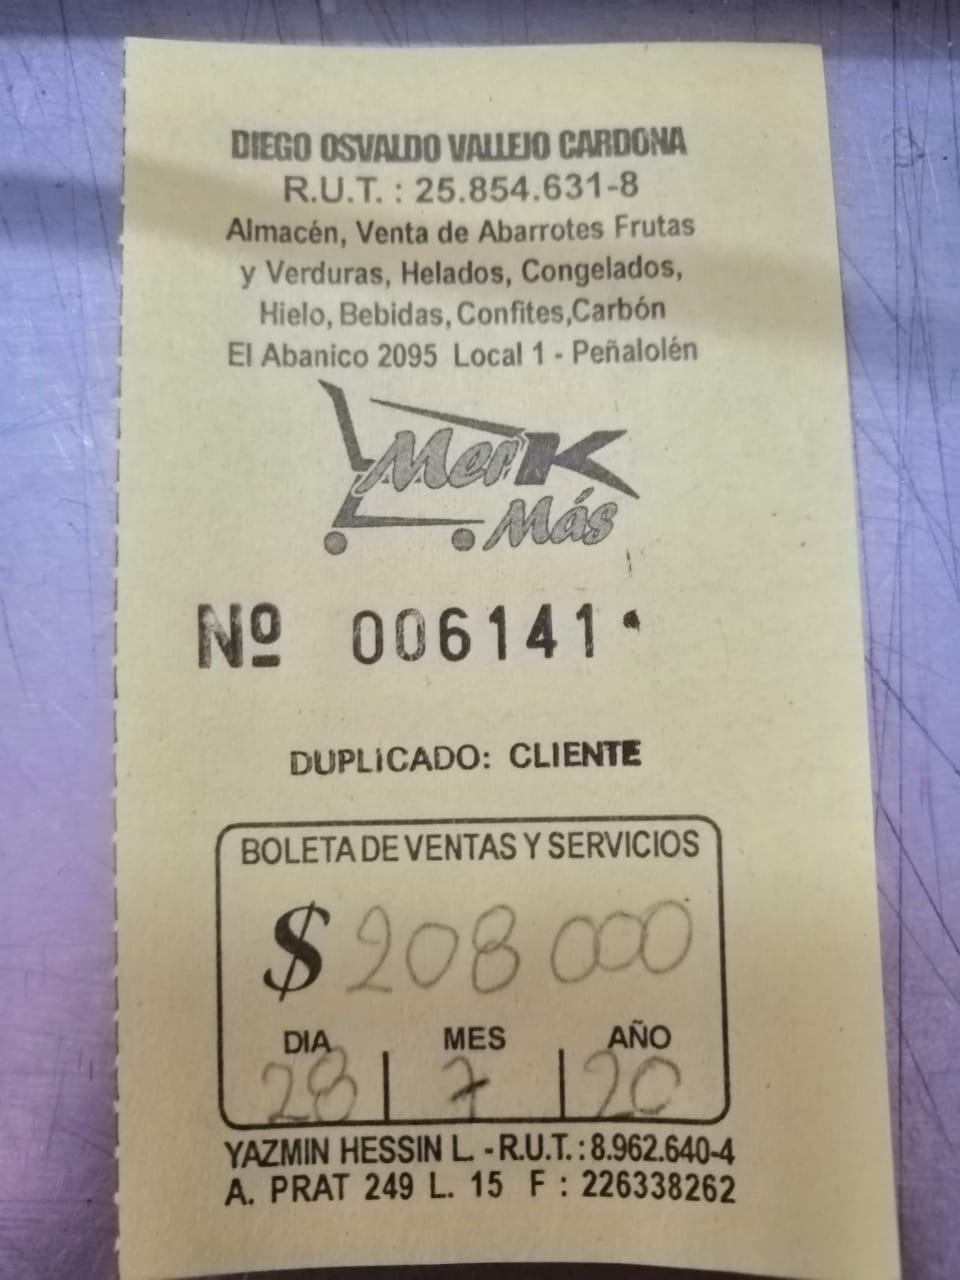 DIEGO OSVALDO VALLEJO CARDONA
R.U.T. : 25.854.631-8
Almacén, Venta de Abarrotes Frutas
y Verduras, Helados, Congelados,
Hielo, Bebidas, Confites,Carbón
El Abanico 2095 Local 1 - Peñalolén
MerK
Más
Nº 006141
DUPLICADO: CLIENTE
BOLETA DE VENTAS Y SERVICIOS
$ 208 000
DIA MES AÑO
28 7 20
YAZMIN HESSIN L. - R.U.T.: 8.962.640-4
A. PRAT 249 L. 15 F : 226338262